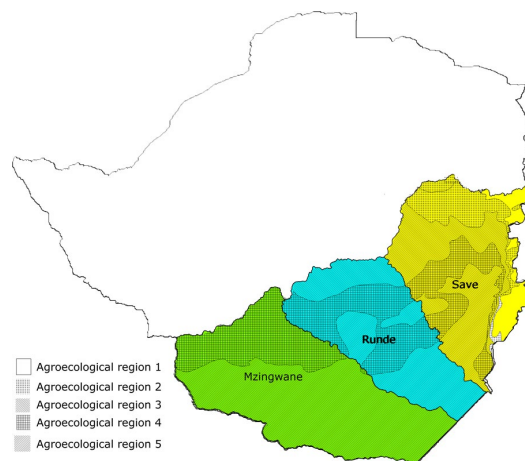 Save
Runde
Mzingwane
Agroecological region 1
Agroecological region 2
Agroecological region 3
Agroecological region 4
Agroecological region 5